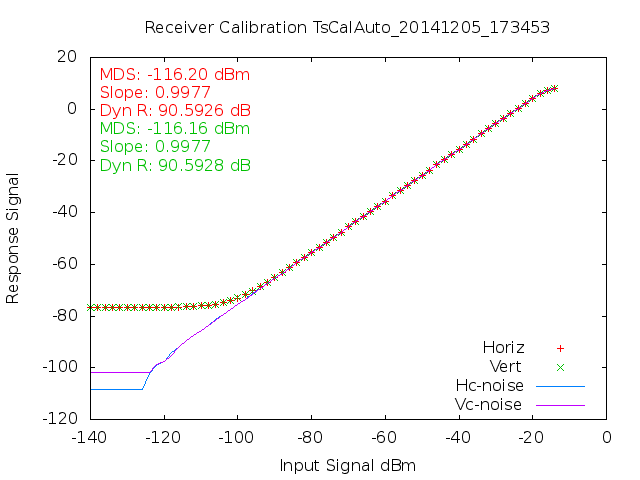 Receiver Calibration TsCalAuto_20141205_173453
20
0
-20
-40
-60
-80
-100
-120
Response Signal
MDS: -116.20 dBm
Slope: 0.9977
Dyn R: 90.5926 dB
MDS: -116.16 dBm
Slope: 0.9977
Dyn R: 90.5928 dB
Horiz
Vert
Hc-noise
Vc-noise
-140 -120 -100 -80 -60 -40 -20 0
Input Signal dBm